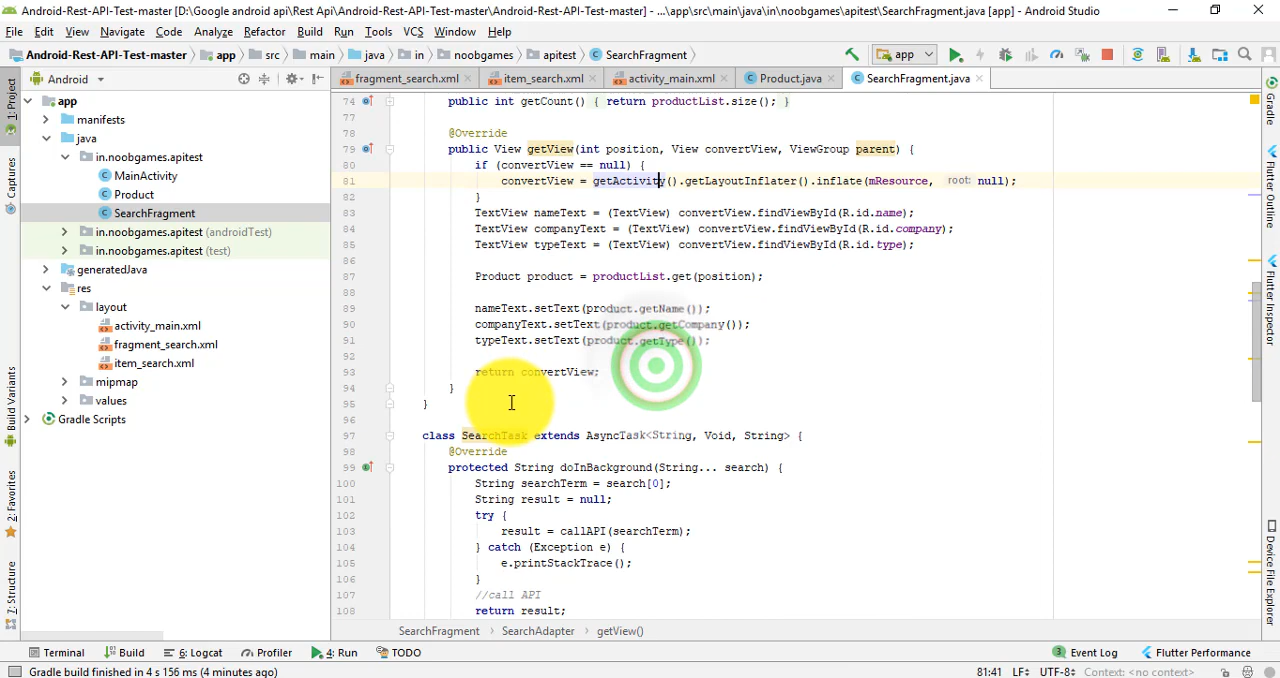 Android-Rest-API-Test-master [D:\Google android api\Rest Api\Android-Rest-API-Test-master\Android-Rest-API-Test-master] - ...\app\src\main\java\in\noobgames\apitest\SearchFragment.java [app] - Android Studio
File Edit View Navigate Code Analyze Refactor Build Run Tools VCS Window Help
Android-Rest-API-Test-master app src main java in noobgames apitest SearchFragment app
Android fragment_search.xml item_search.xml activity_main.xml Product.java SearchFragment.java
1: Project
Captures
Build Variants
2: Favorites
7: Structure
app
manifests
java
in.noobgames.apitest
MainActivity
Product
SearchFragment
in.noobgames.apitest (androidTest)
in.noobgames.apitest (test)
generatedJava
res
layout
activity_main.xml
fragment_search.xml
item_search.xml
mipmap
values
Gradle Scripts
74 public int getCount() { return productList.size(); }
77
78 @Override
79 public View getView(int position, View convertView, ViewGroup parent) {
80 if (convertView == null) {
81 convertView = getActivity().getLayoutInflater().inflate(mResource, root: null);
82 }
83 TextView nameText = (TextView) convertView.findViewById(R.id.name);
84 TextView companyText = (TextView) convertView.findViewById(R.id.company);
85 TextView typeText = (TextView) convertView.findViewById(R.id.type);
86
87 Product product = productList.get(position);
88
89 nameText.setText(product.getName());
90 companyText.setText(product.getCompany());
91 typeText.setText(product.getType());
92
93 return convertView;
94 }
95 }
96
97 class SearchTask extends AsyncTask<String, Void, String> {
98 @Override
99 protected String doInBackground(String... search) {
100 String searchTerm = search[0];
101 String result = null;
102 try {
103 result = callAPI(searchTerm);
104 } catch (Exception e) {
105 e.printStackTrace();
106 }
107 //call API
108 return result;
SearchFragment › SearchAdapter › getView()
Gradle
Flutter Outline
Flutter Inspector
Device File Explorer
Terminal Build 6: Logcat Profiler 4: Run TODO 3 Event Log Flutter Performance
Gradle build finished in 4 s 156 ms (4 minutes ago) 81:41 LF÷ UTF-8÷ Context: <no context>